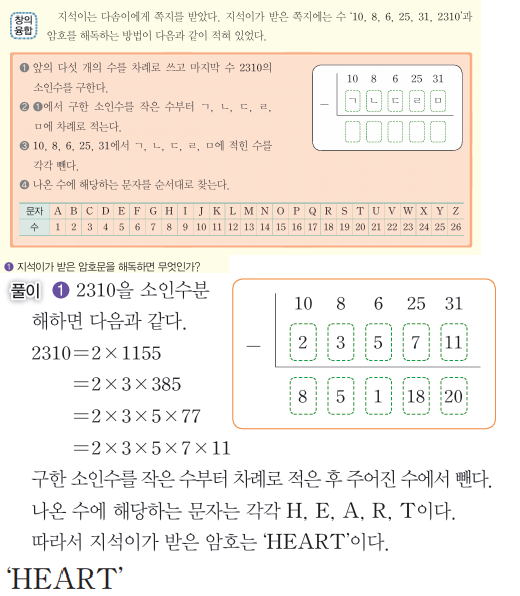 창의
융합
지석이는 다솜이에게 쪽지를 받았다. 지석이가 받은 쪽지에는 수 ‘10, 8, 6, 25, 31, 2310’과
암호를 해독하는 방법이 다음과 같이 적혀 있었다.
❶ 앞의 다섯 개의 수를 차례로 쓰고 마지막 수 2310의
소인수를 구한다.
❷ ❶에서 구한 소인수를 작은 수부터 ㄱ, ㄴ, ㄷ, ㄹ,
ㅁ에 차례로 적는다.
❸ 10, 8, 6, 25, 31에서 ㄱ, ㄴ, ㄷ, ㄹ, ㅁ에 적힌 수를
각각 뺀다.
❹ 나온 수에 해당하는 문자를 순서대로 찾는다.
10 8 6 25 31
− ㄱ ㄴ ㄷ ㄹ ㅁ
문자 A B C D E F G H I J K L M N O P Q R S T U V W X Y Z
수 1 2 3 4 5 6 7 8 9 10 11 12 13 14 15 16 17 18 19 20 21 22 23 24 25 26
❶ 지석이가 받은 암호문을 해독하면 무엇인가?
풀이 ❶ 2310을 소인수분
해하면 다음과 같다.
2310=2×1155
=2×3×385
=2×3×5×77
=2×3×5×7×11
10 8 6 25 31
− 2 3 5 7 11
8 5 1 18 20
구한 소인수를 작은 수부터 차례로 적은 후 주어진 수에서 뺀다.
나온 수에 해당하는 문자는 각각 H, E, A, R, T이다.
따라서 지석이가 받은 암호는 ‘HEART’이다.
‘HEART’